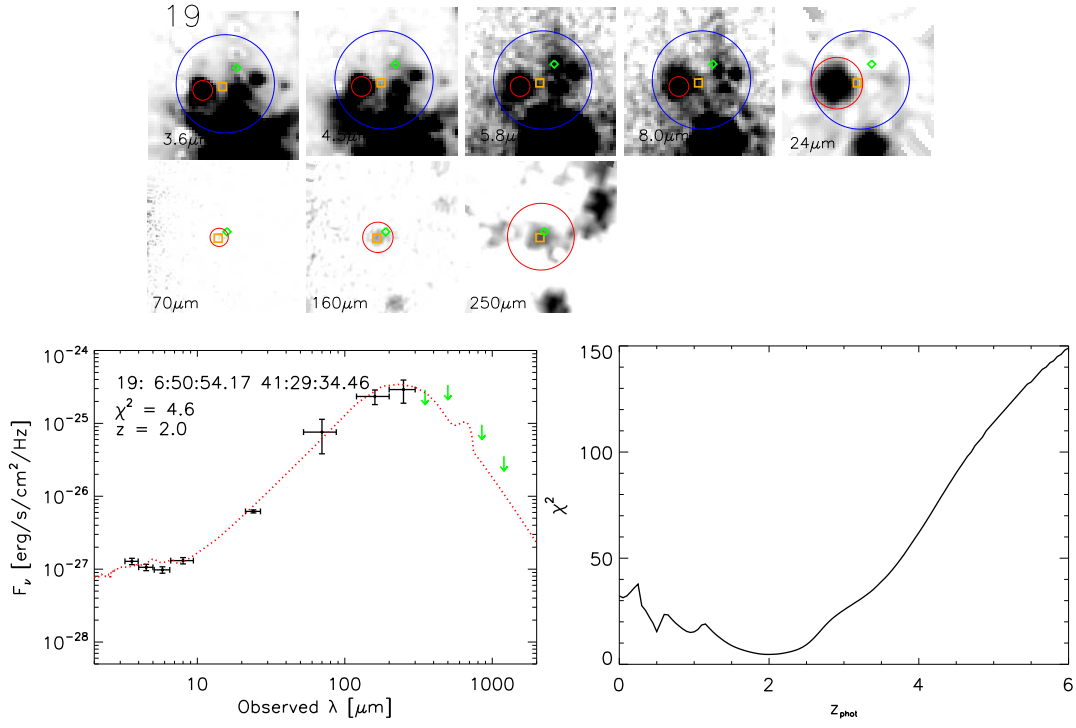 19
3.6μm
4.5μm
5.8μm
8.0μm
24μm
70μm
160μm
250μm
19: 6:50:54.17 41:29:34.46
χ² = 4.6
z = 2.0
F_ν [erg/s/cm²/Hz]
10⁻²⁴
10⁻²⁵
10⁻²⁶
10⁻²⁷
10⁻²⁸
10
100
1000
Observed λ [μm]
χ²
150
100
50
0
0
2
4
6
z_phot